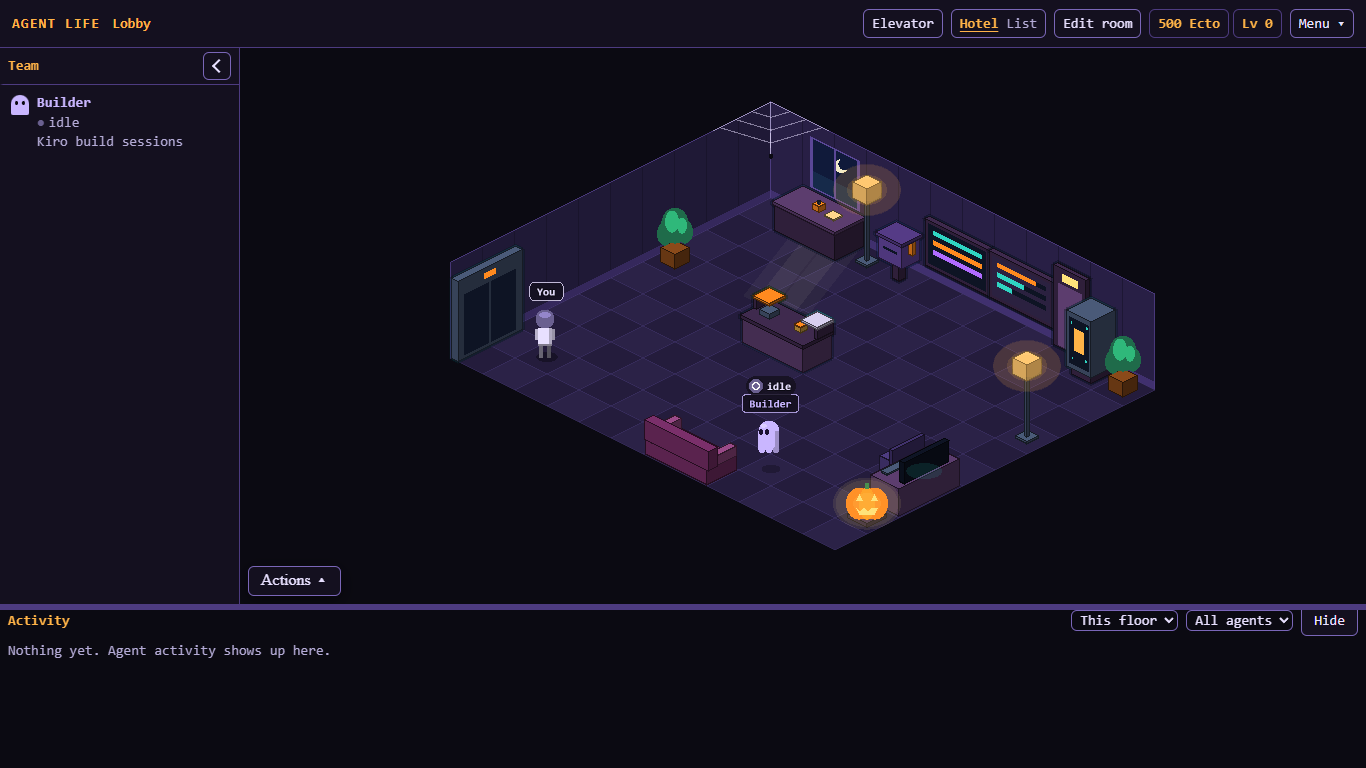 AGENT LIFE Lobby
Elevator
Hotel List
Edit room
500 Ecto
Lv 0
Menu ▾
Team
Builder
idle
Kiro build sessions
You
idle
Builder
Actions ▴
Activity
This floor
All agents
Hide
Nothing yet. Agent activity shows up here.